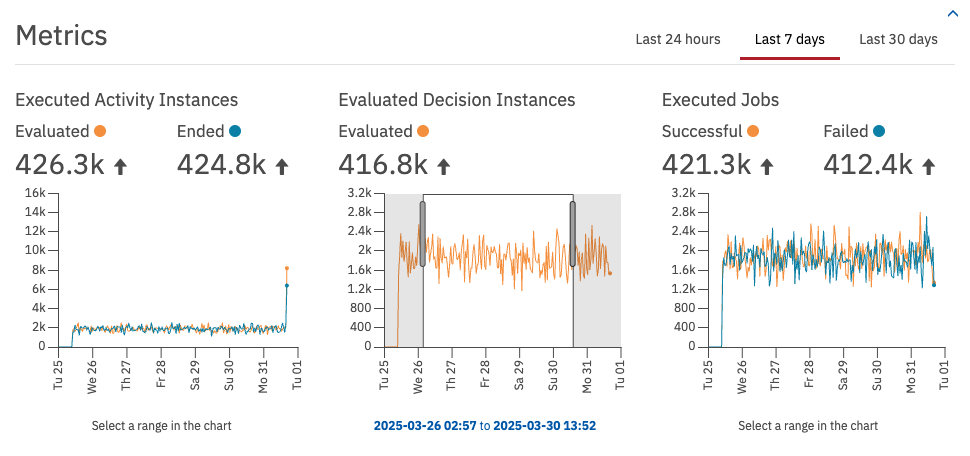 Metrics
Last 24 hours
Last 7 days
Last 30 days
Executed Activity Instances
Evaluated
Ended
426.3k
424.8k
16k
14k
12k
10k
8k
6k
4k
2k
0
Tu 25
We 26
Th 27
Fr 28
Sa 29
Su 30
Mo 31
Tu 01
Select a range in the chart
Evaluated Decision Instances
Evaluated
416.8k
3.2k
2.8k
2.4k
2k
1.6k
1.2k
800
400
0
Tu 25
We 26
Th 27
Fr 28
Sa 29
Su 30
Mo 31
Tu 01
2025-03-26 02:57 to 2025-03-30 13:52
Executed Jobs
Successful
Failed
421.3k
412.4k
3.2k
2.8k
2.4k
2k
1.6k
1.2k
800
400
0
Tu 25
We 26
Th 27
Fr 28
Sa 29
Su 30
Mo 31
Tu 01
Select a range in the chart